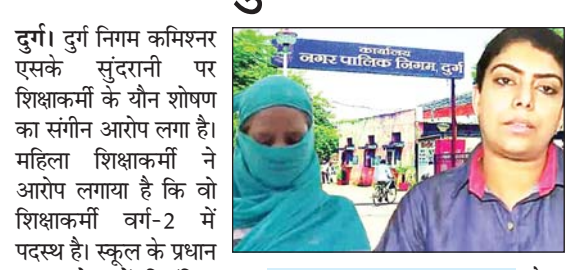 दुर्ग। दुर्ग निगम कमिश्नर
एसके सुंदरानी पर
शिक्षाकर्मी के यौन शोषण
का संगीन आरोप लगा है।
महिला शिक्षाकर्मी ने
आरोप लगाया है कि वो
शिक्षाकर्मी वर्ग-2 में
पदस्थ है। स्कूल के प्रधान
कार्यालय
नगर पालिक निगम, दुर्ग